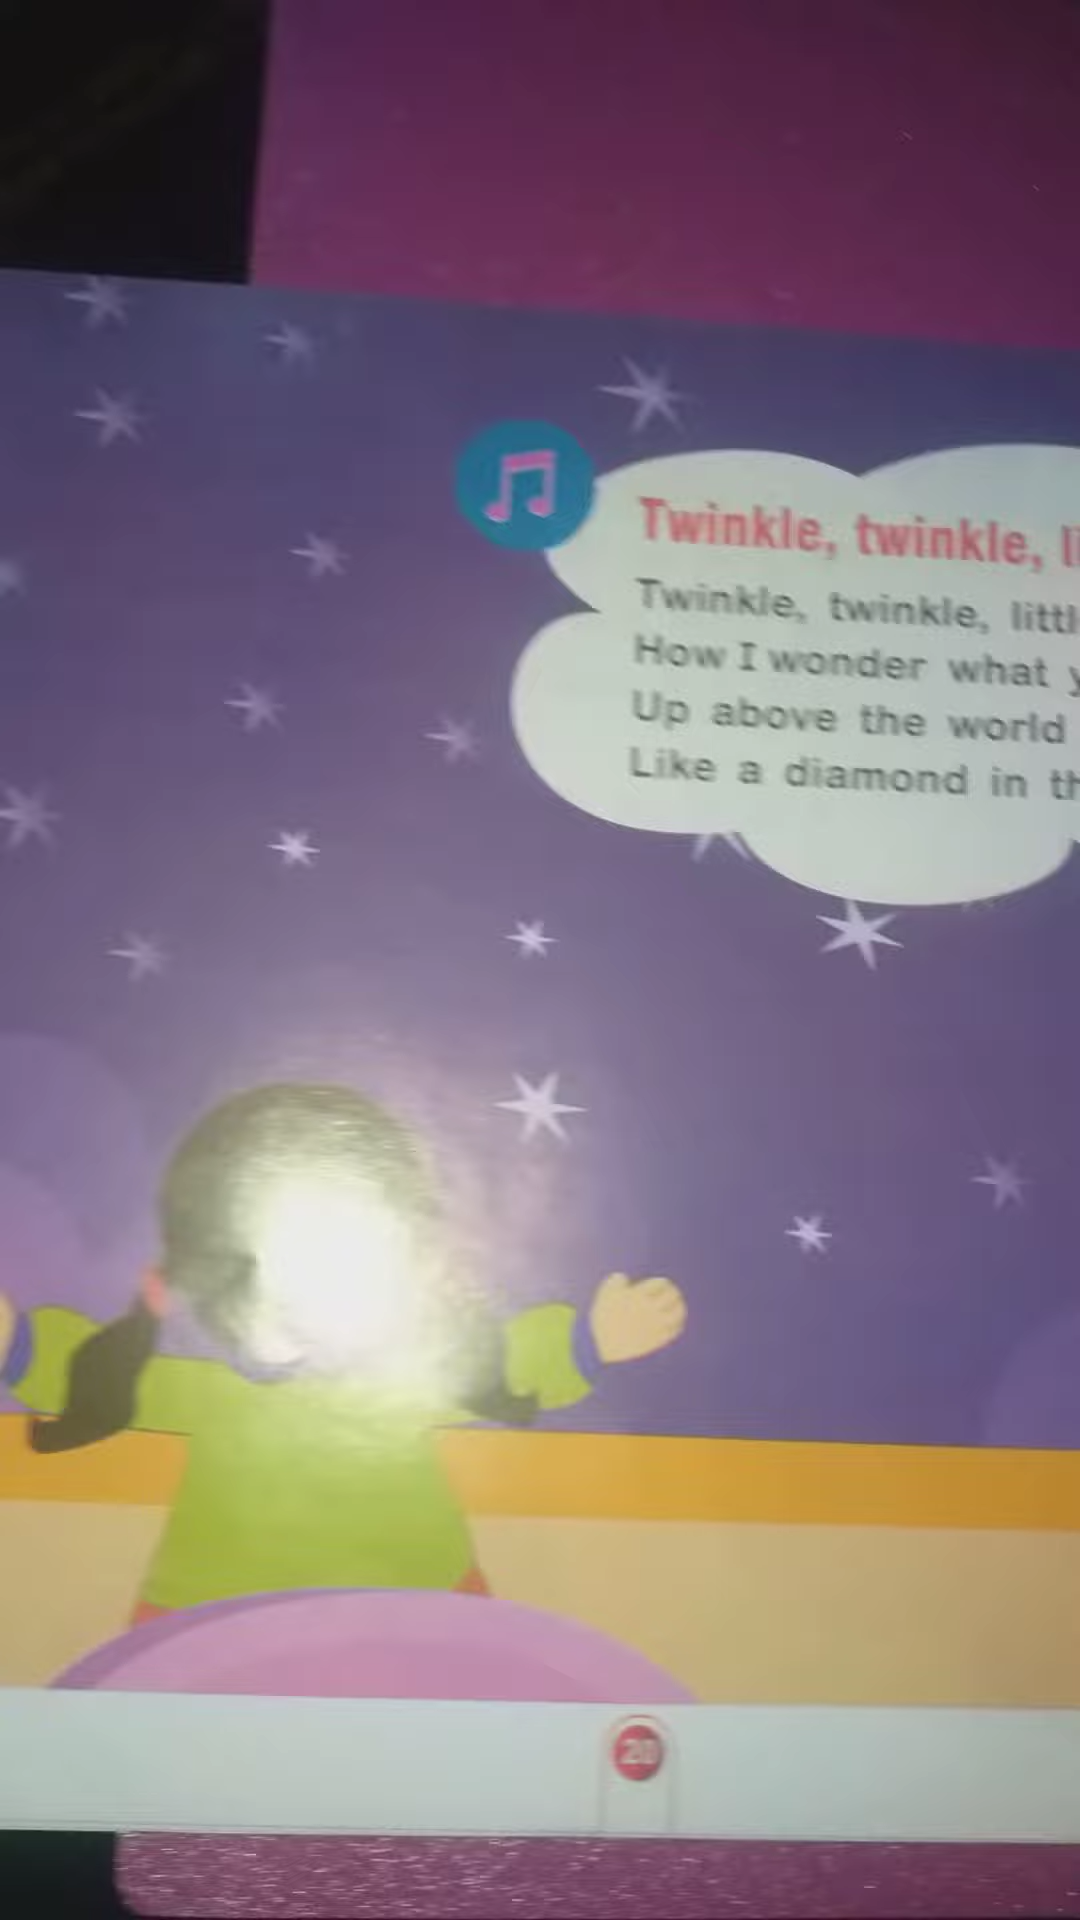 Twinkle, twinkle,
Twinkle, twinkle,
How I wonder what
Up above the world
Like a diamond in
20